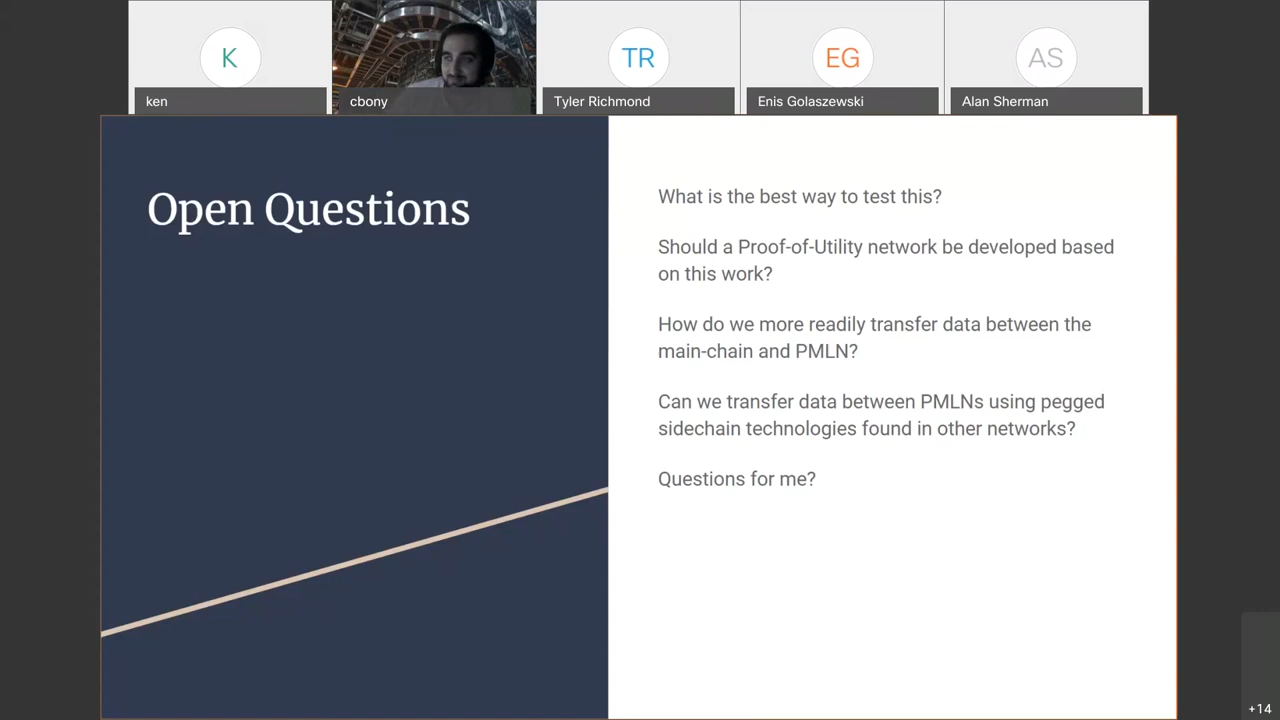 K
TR
EG
AS
ken
cbony
Tyler Richmond
Enis Golaszewski
Alan Sherman
Open Questions
What is the best way to test this?
Should a Proof-of-Utility network be developed based
on this work?
How do we more readily transfer data between the
main-chain and PMLN?
Can we transfer data between PMLNs using pegged
sidechain technologies found in other networks?
Questions for me?
+14